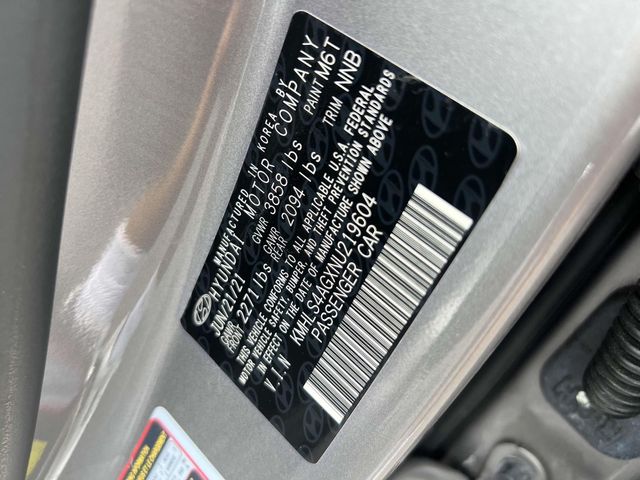 MANUFACTURED IN KOREA BY
HYUNDAI MOTOR COMPANY
JUN/21/21 GVWR 3858 lbs PAINT M6T
GAWR FRONT 2271 lbs GAWR REAR 2094 lbs TRIM NNB
THIS VEHICLE CONFORMS TO ALL APPLICABLE U.S.A. FEDERAL
MOTOR VEHICLE SAFETY, BUMPER, AND THEFT PREVENTION STANDARDS
IN EFFECT ON THE DATE OF MANUFACTURE SHOWN ABOVE
V.I.N KMHLS4AGXNU219604
PASSENGER CAR